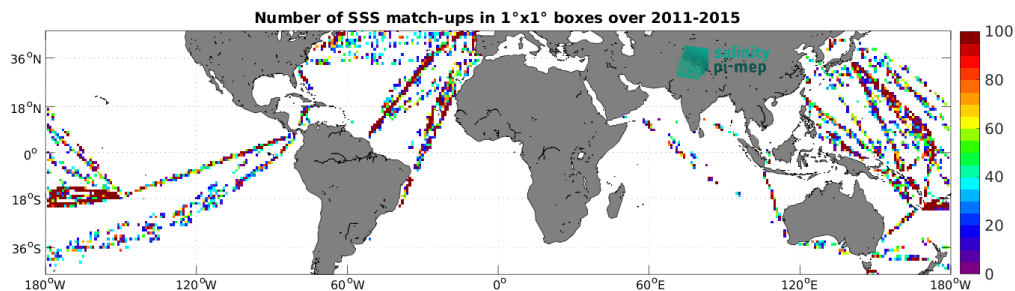 Number of SSS match-ups in 1°x1° boxes over 2011-2015
salinity
pi-mep
36°N
18°N
0°
18°S
36°S
180°W
120°W
60°W
0°
60°E
120°E
180°W
100
80
60
40
20
0